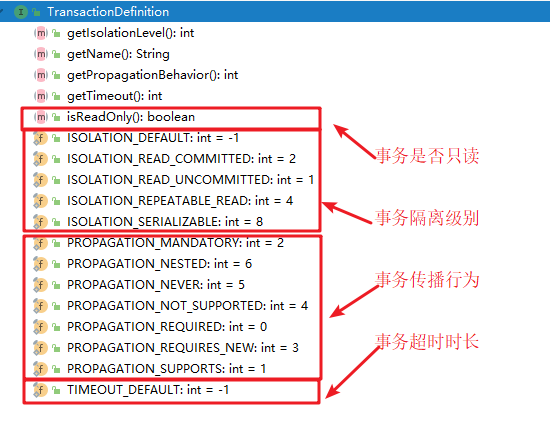 TransactionDefinition
getIsolationLevel(): int
getName(): String
getPropagationBehavior(): int
getTimeout(): int
isReadOnly(): boolean
ISOLATION_DEFAULT: int = -1
事务是否只读
ISOLATION_READ_COMMITTED: int = 2
ISOLATION_READ_UNCOMMITTED: int = 1
ISOLATION_REPEATABLE_READ: int = 4
ISOLATION_SERIALIZABLE: int = 8
事务隔离级别
PROPAGATION_MANDATORY: int = 2
PROPAGATION_NESTED: int = 6
PROPAGATION_NEVER: int = 5
事务传播行为
PROPAGATION_NOT_SUPPORTED: int = 4
PROPAGATION_REQUIRED: int = 0
PROPAGATION_REQUIRES_NEW: int = 3
事务超时时长
PROPAGATION_SUPPORTS: int = 1
TIMEOUT_DEFAULT: int = -1